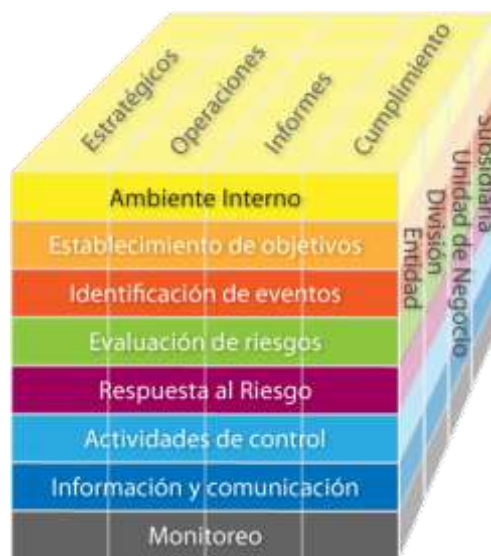 Estratégicos
Operaciones
Informes
Cumplimiento
Ambiente Interno
Establecimiento de objetivos
Identificación de eventos
Evaluación de riesgos
Respuesta al Riesgo
Actividades de control
Información y comunicación
Monitoreo
Entidad
División
Unidad de Negocio
Subsidiaria